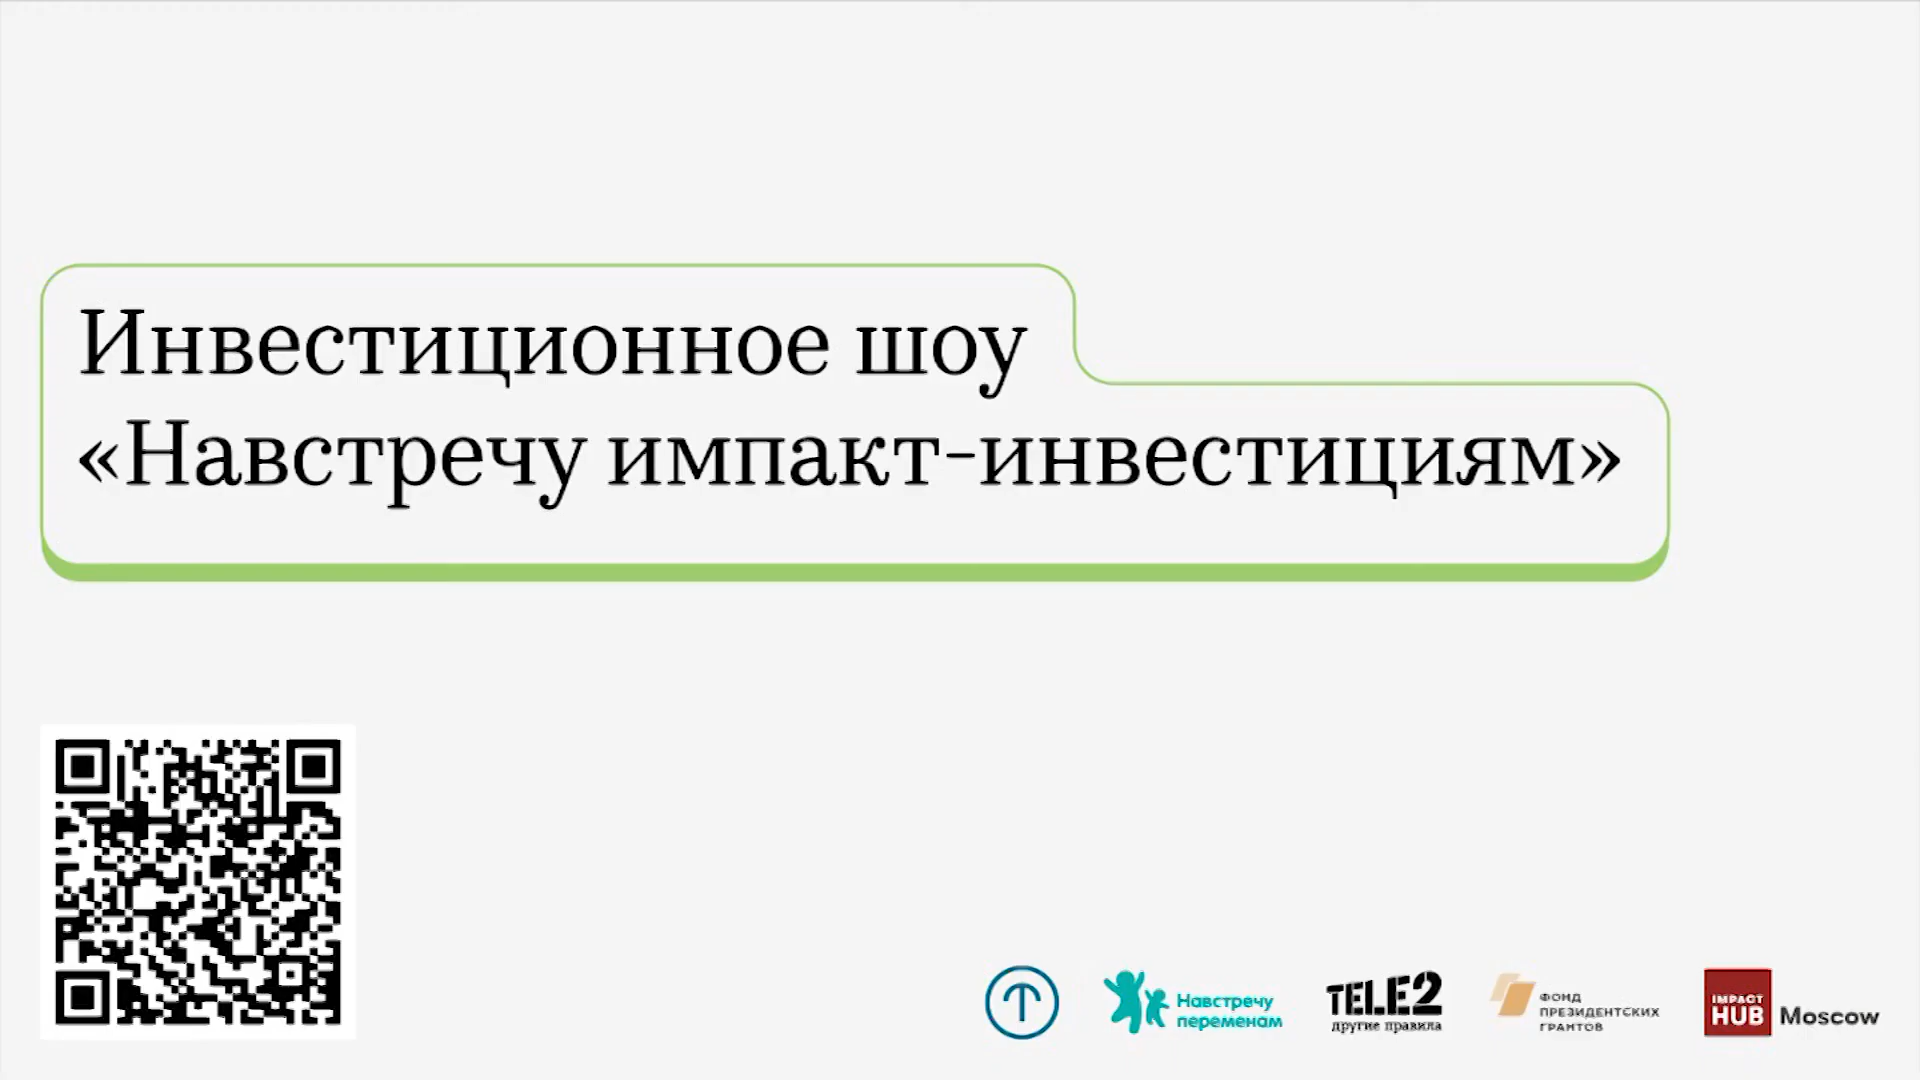 Инвестиционное шоу
«Навстречу импакт-инвестициям»
Навстречу
переменам
TELE2
другие правила
ФОНД
ПРЕЗИДЕНТСКИХ
ГРАНТОВ
IMPACT
HUB Moscow